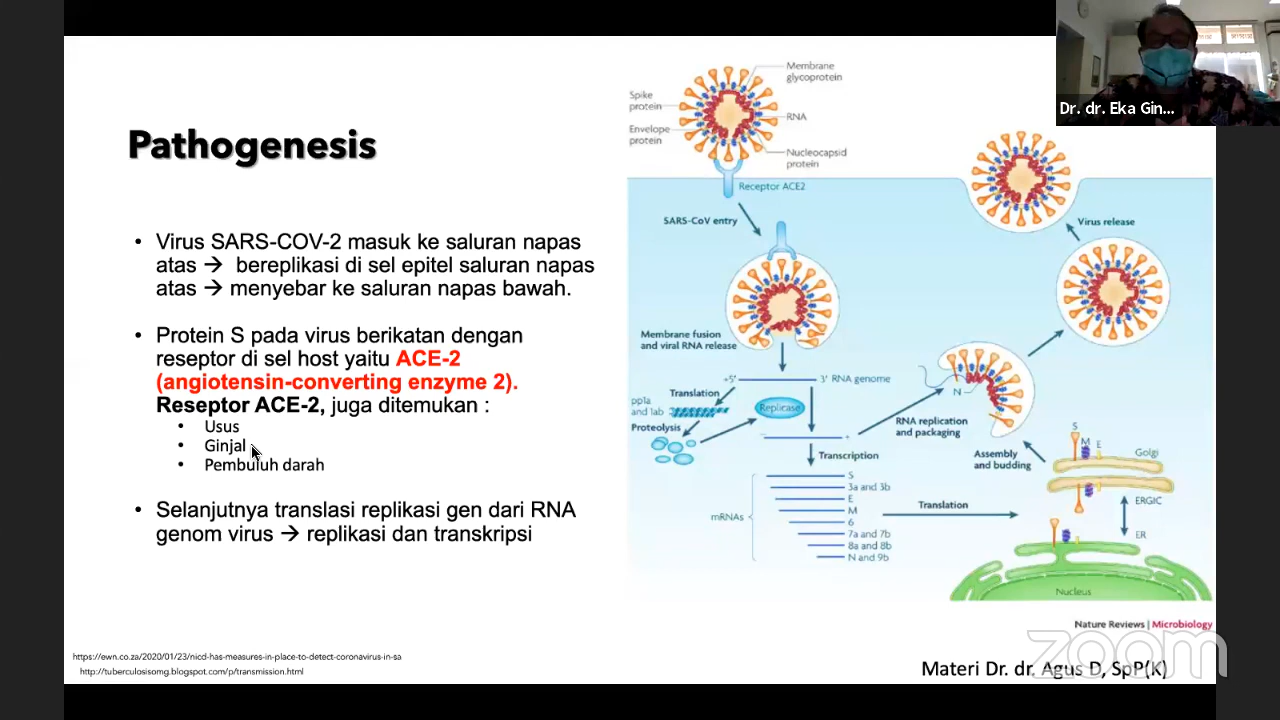 Dr. dr. Eka Gin...
Pathogenesis
• Virus SARS-COV-2 masuk ke saluran napas
atas → bereplikasi di sel epitel saluran napas
atas → menyebar ke saluran napas bawah.
• Protein S pada virus berikatan dengan
reseptor di sel host yaitu ACE-2
(angiotensin-converting enzyme 2).
Reseptor ACE-2, juga ditemukan :
• Usus
• Ginjal
• Pembuluh darah
• Selanjutnya translasi replikasi gen dari RNA
genom virus → replikasi dan transkripsi
https://ewn.co.za/2020/01/23/nicd-has-measures-in-place-to-detect-coronavirus-in-sa
http://tuberculosisomg.blogspot.com/p/transmission.html
Membrane
glycoprotein
Spike
protein
RNA
Envelope
protein
Nucleocapsid
protein
Receptor ACE2
SARS-CoV entry
Virus release
Membrane fusion
and viral RNA release
+5'
3' RNA genome
Translation
pp1a
and lab
Replicase
Proteolysis
N
RNA replication
and packaging
+
Transcription
Assembly
and budding
S
M
E
Golgi
ERGIC
ER
mRNAs
S
3a and 3b
E
M
6
7a and 7b
8a and 8b
N and 9b
Translation
Nucleus
Nature Reviews | Microbiology
zoom
Materi Dr. dr. Agus D, SpP(K)